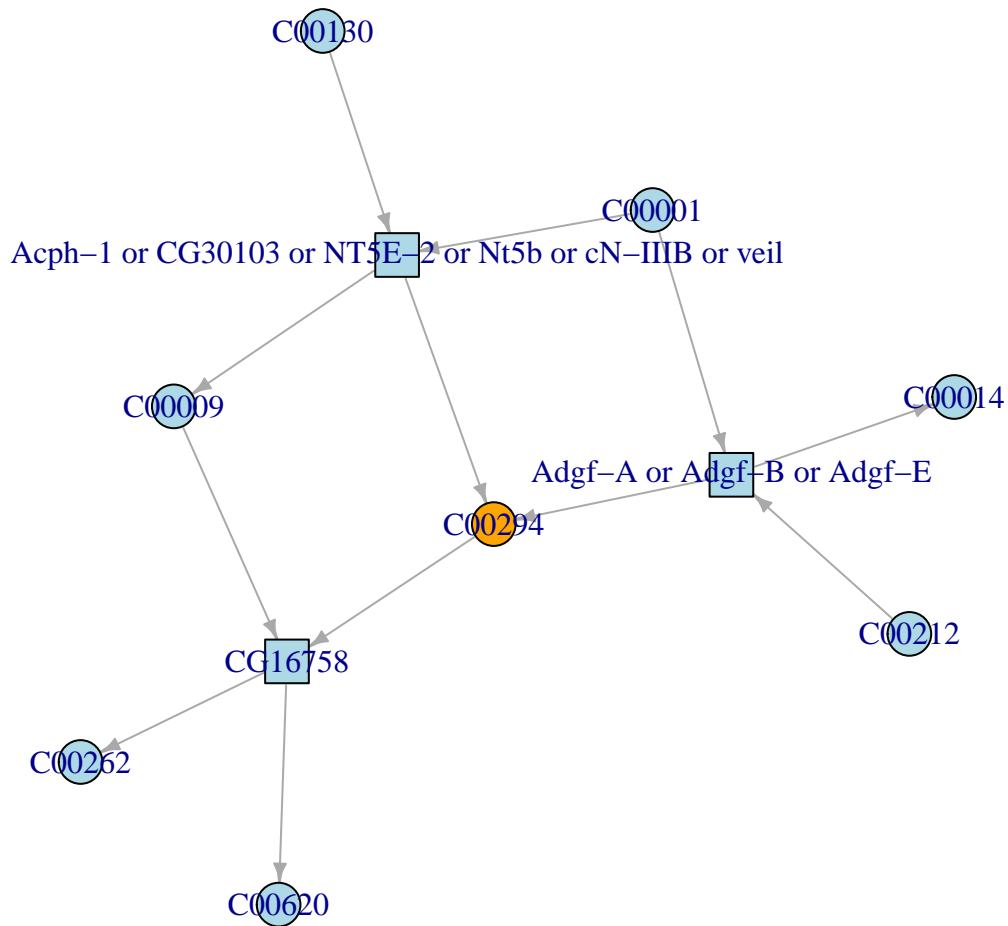 C00130
C00001
Acph−1 or CG30103 or NT5E−2 or Nt5b or cN−IIIB or veil
C00009
C00014
Adgf−A or Adgf−B or Adgf−E
C00294
C00212
CG16758
C00262
C00620